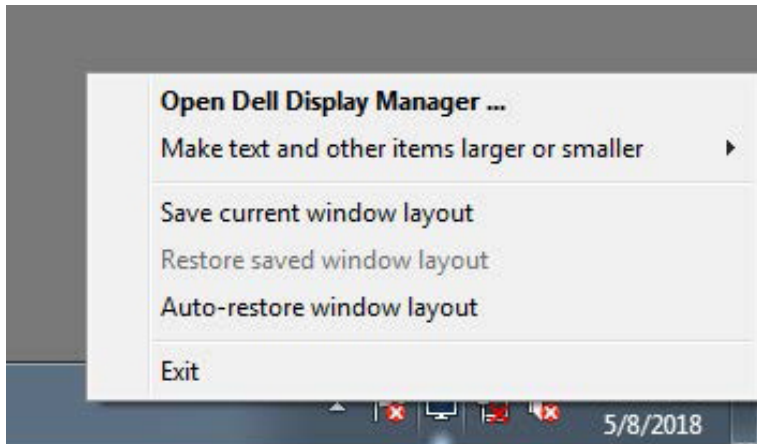 Open Dell Display Manager ...
Make text and other items larger or smaller
Save current window layout
Restore saved window layout
Auto-restore window layout
Exit
5/8/2018